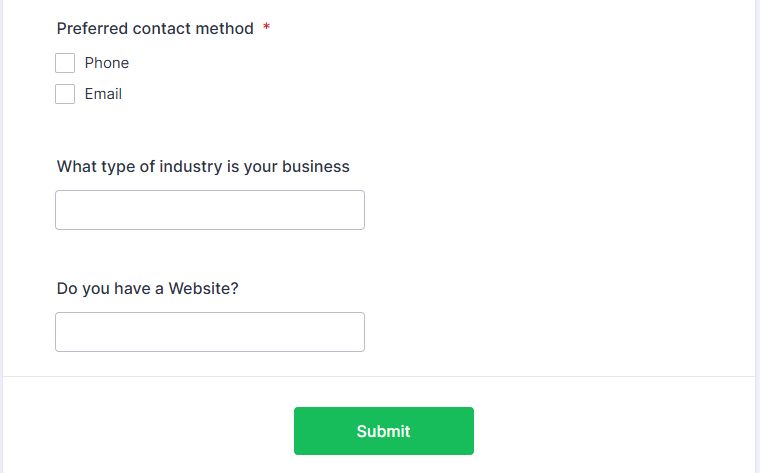 Preferred contact method *
Phone
Email
What type of industry is your business
Do you have a Website?
Submit